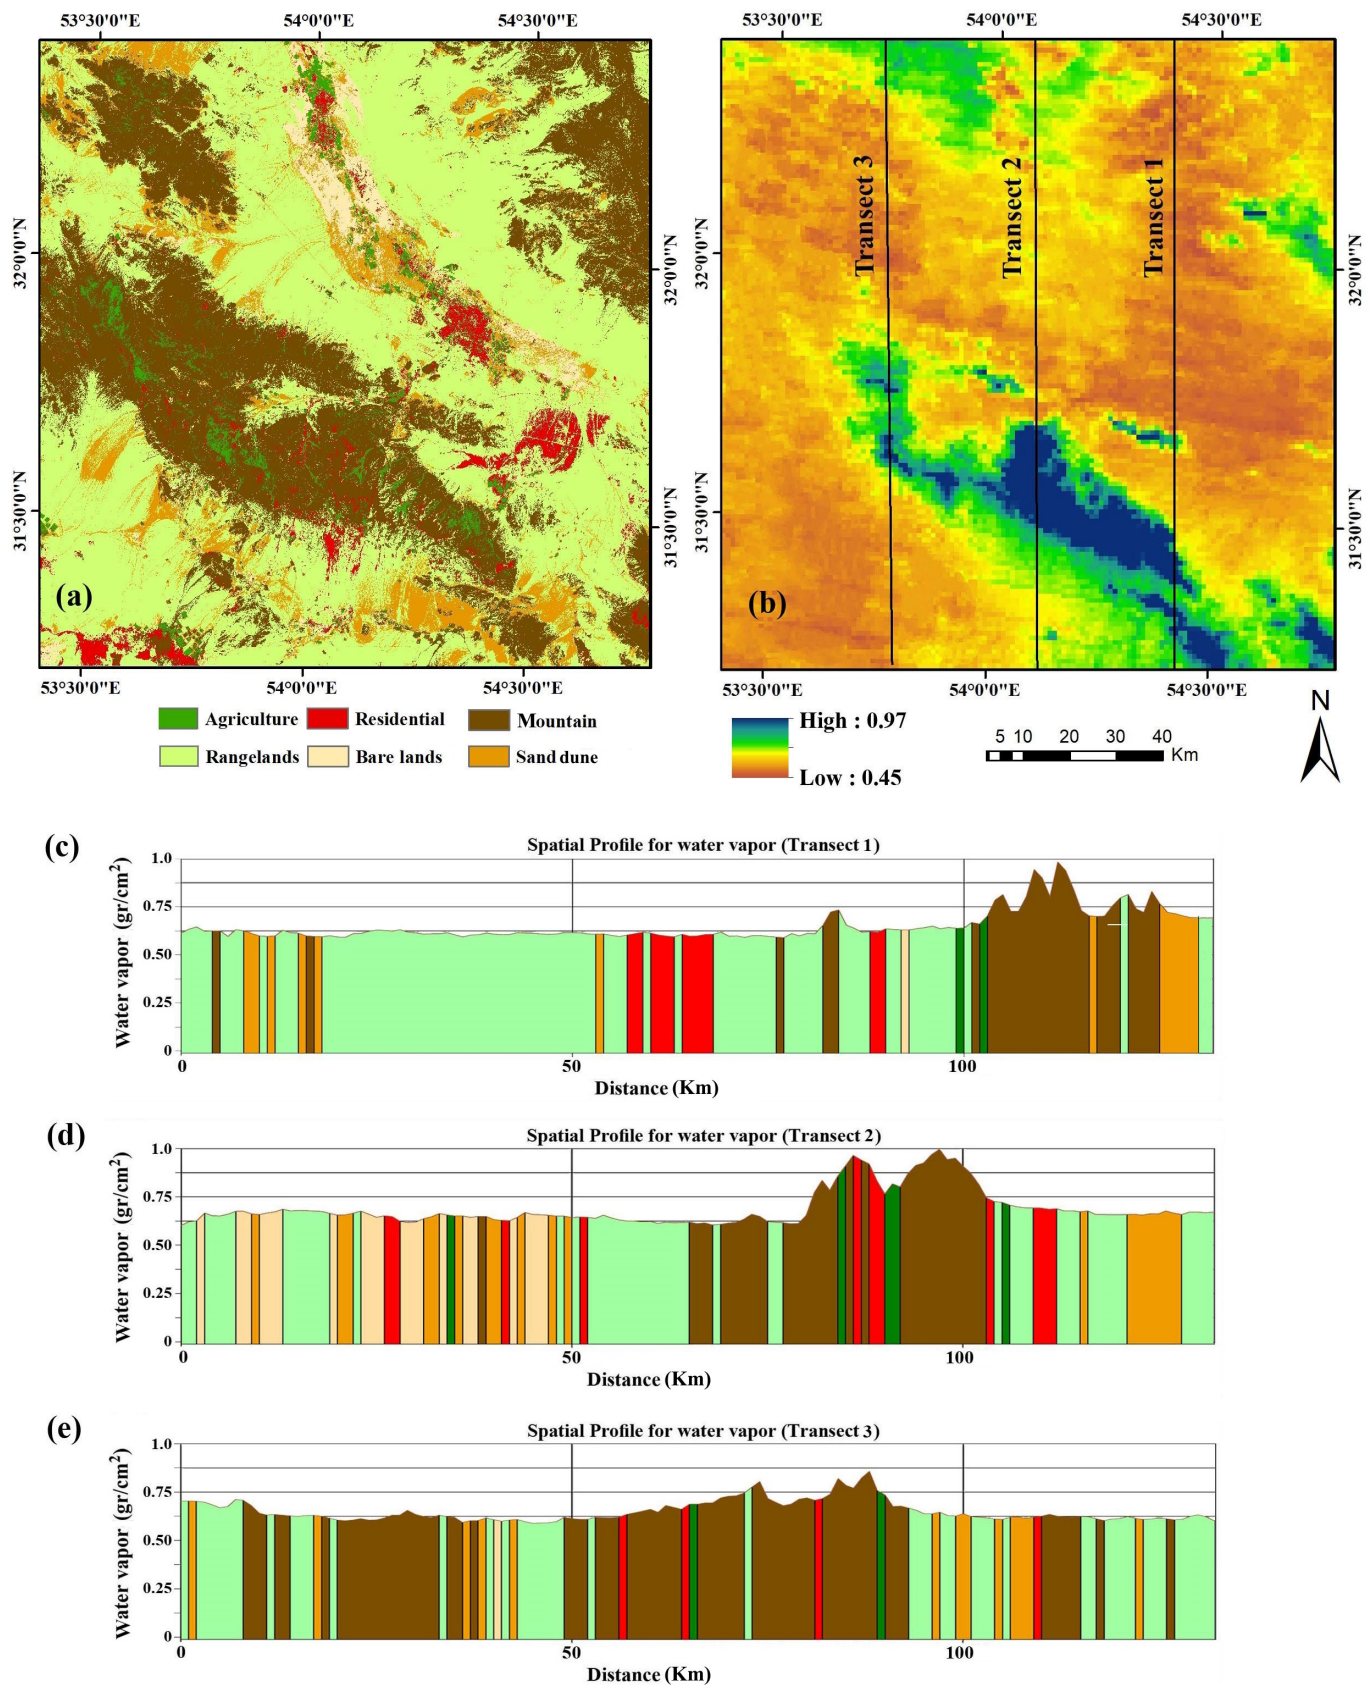 53°30'0"E 54°0'0"E 54°30'0"E
53°30'0"E 54°0'0"E 54°30'0"E
32°0'0"N
31°30'0"N
32°0'0"N
31°30'0"N
Transect 3
Transect 2
Transect 1
32°0'0"N
31°30'0"N
32°0'0"N
31°30'0"N
(a)
(b)
53°30'0"E 54°0'0"E 54°30'0"E
53°30'0"E 54°0'0"E 54°30'0"E
Agriculture Residential Mountain
Rangelands Bare lands Sand dune
High : 0.97
Low : 0.45
5 10 20 30 40
Km
N
(c)
Spatial Profile for water vapor (Transect 1)
Water vapor (gr/cm²)
1.0
0.75
0.50
0.25
0
0 50 100
Distance (Km)
(d)
Spatial Profile for water vapor (Transect 2)
Water vapor (gr/cm²)
1.0
0.75
0.50
0.25
0
0 50 100
Distance (Km)
(e)
Spatial Profile for water vapor (Transect 3)
Water vapor (gr/cm²)
1.0
0.75
0.50
0.25
0
0 50 100
Distance (Km)